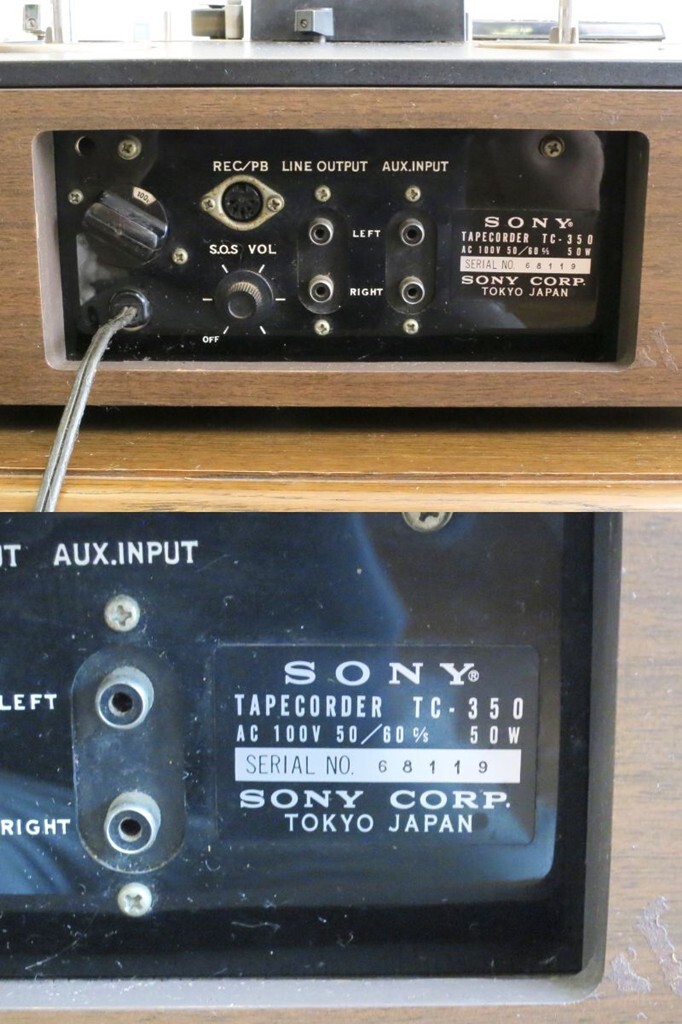 REC/PB LINE OUTPUT AUX.INPUT
100
S.O.S VOL
OFF
LEFT
RIGHT
SONY®
TAPECORDER TC-350
AC 100V 50/60 c/s 50W
SERIAL NO. 68119
SONY CORP.
TOKYO JAPAN
UT AUX.INPUT
LEFT
RIGHT
SONY®
TAPECORDER TC-350
AC 100V 50/60 c/s 50W
SERIAL NO. 68119
SONY CORP.
TOKYO JAPAN